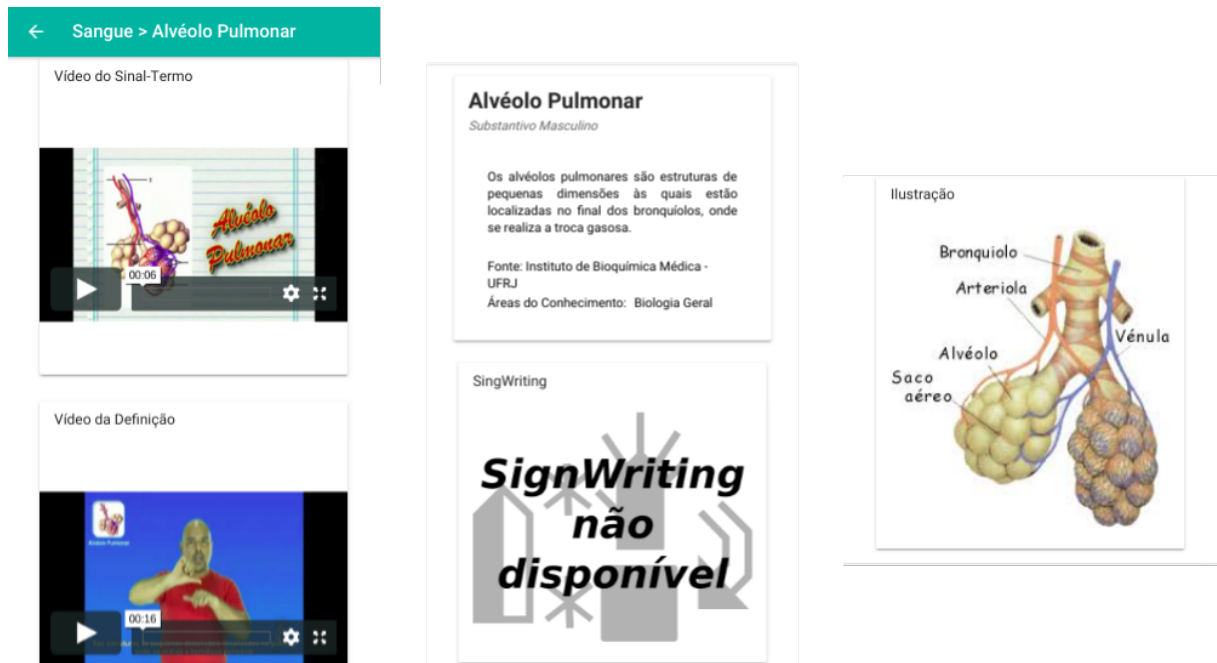 Sangue > Alvéolo Pulmonar
Vídeo do Sinal-Termo
Alvéolo
Pulmonar
00:06
Vídeo da Definição
Alvéolo Pulmonar
00:16
Alvéolo Pulmonar
Substantivo Masculino
Os alvéolos pulmonares são estruturas de
pequenas dimensões às quais estão
localizadas no final dos bronquíolos, onde
se realiza a troca gasosa.
Fonte: Instituto de Bioquímica Médica -
UFRJ
Áreas do Conhecimento: Biologia Geral
SingWriting
SignWriting
não
disponível
Ilustração
Bronquiolo
Arteriola
Vénula
Alvéolo
Saco
aéreo